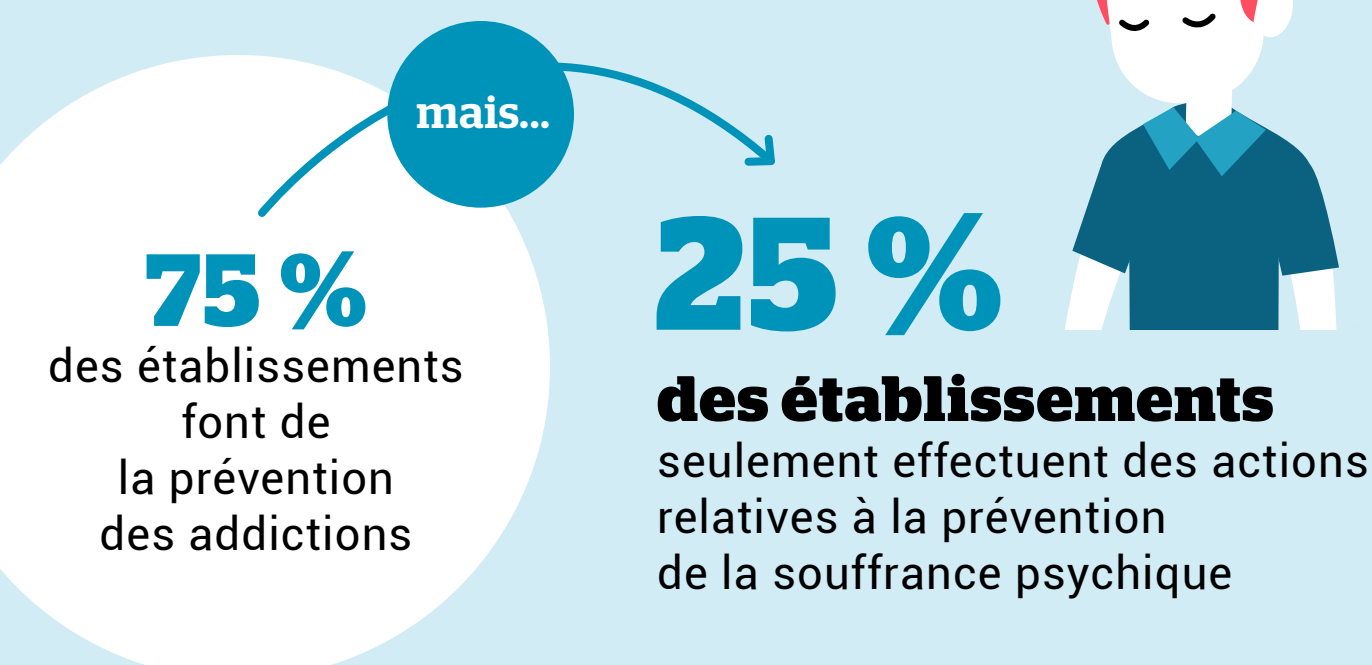 75 %
des établissements
font de
la prévention
des addictions
mais...
25 %
des établissements
seulement effectuent des actions
relatives à la prévention
de la souffrance psychique